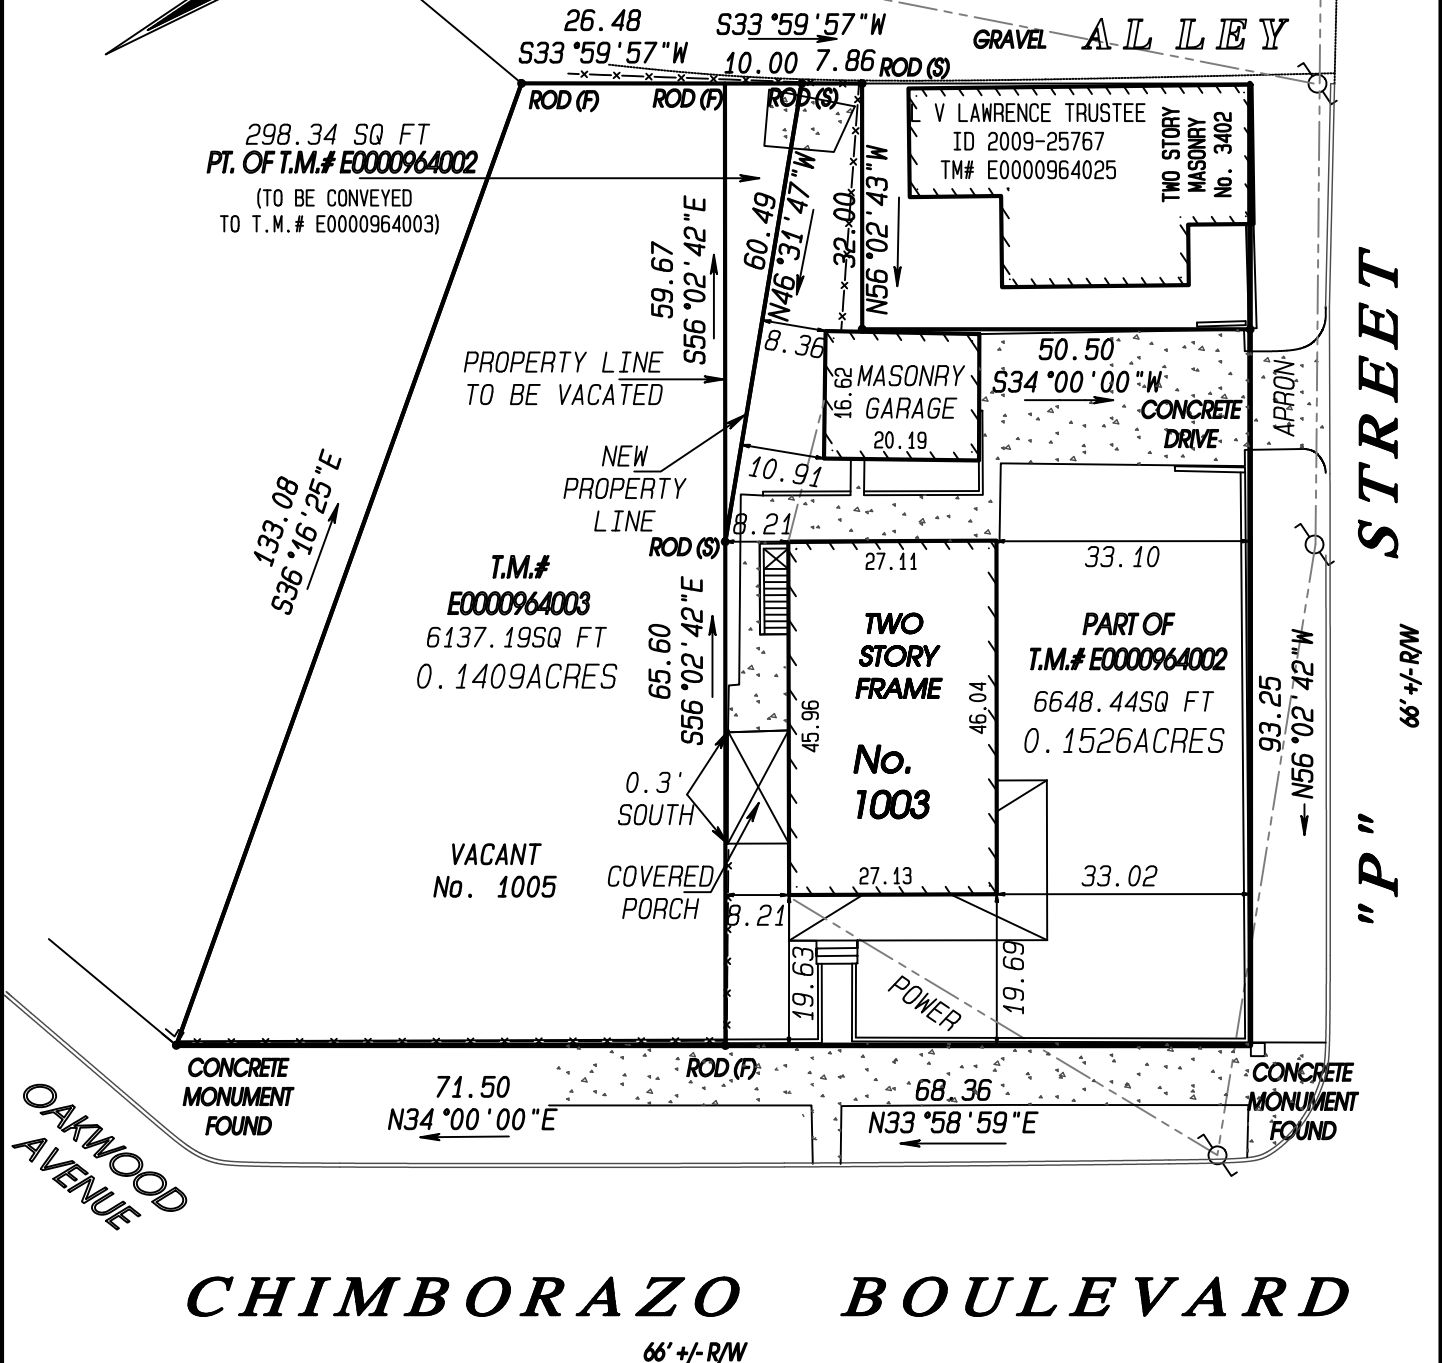 26.48
S33°59'57"W
S33°59'57"W
10.00 7.86
ROD (S)
GRAVEL
ALLEY
ROD (F)
ROD (F)
ROD (S)
298.34 SQ FT
PT. OF T.M.# E0000964002
(TO BE CONVEYED
TO T.M.# E0000964003)
L V LAWRENCE TRUSTEE
ID 2009-25767
TM# E0000964025
TWO STORY
MASONRY
No. 3402
59.67
S56°02'42"E
60.49
N46°31'47"W
32.00
N56°02'43"W
PROPERTY LINE
TO BE VACATED
8.36
16.62
MASONRY
GARAGE
20.19
50.50
S34°00'00"W
CONCRETE
DRIVE
APRON
NEW
PROPERTY
LINE
10.91
8.21
ROD (S)
133.08
S36°16'25"E
T.M.#
E0000964003
6137.19SQ FT
0.1409ACRES
65.60
S56°02'42"E
27.11
TWO
STORY
FRAME
No.
1003
45.96
46.04
27.13
33.10
PART OF
T.M.# E0000964002
6648.44SQ FT
0.1526ACRES
33.02
93.25
N56°02'42"W
"P" STREET
66' +/- R/W
0.3'
SOUTH
VACANT
No. 1005
COVERED
PORCH
8.21
19.63
19.69
POWER
CONCRETE
MONUMENT
FOUND
ROD (F)
71.50
N34°00'00"E
68.36
N33°58'59"E
CONCRETE
MONUMENT
FOUND
OAKWOOD
AVENUE
CHIMBORAZO BOULEVARD
66' +/- R/W